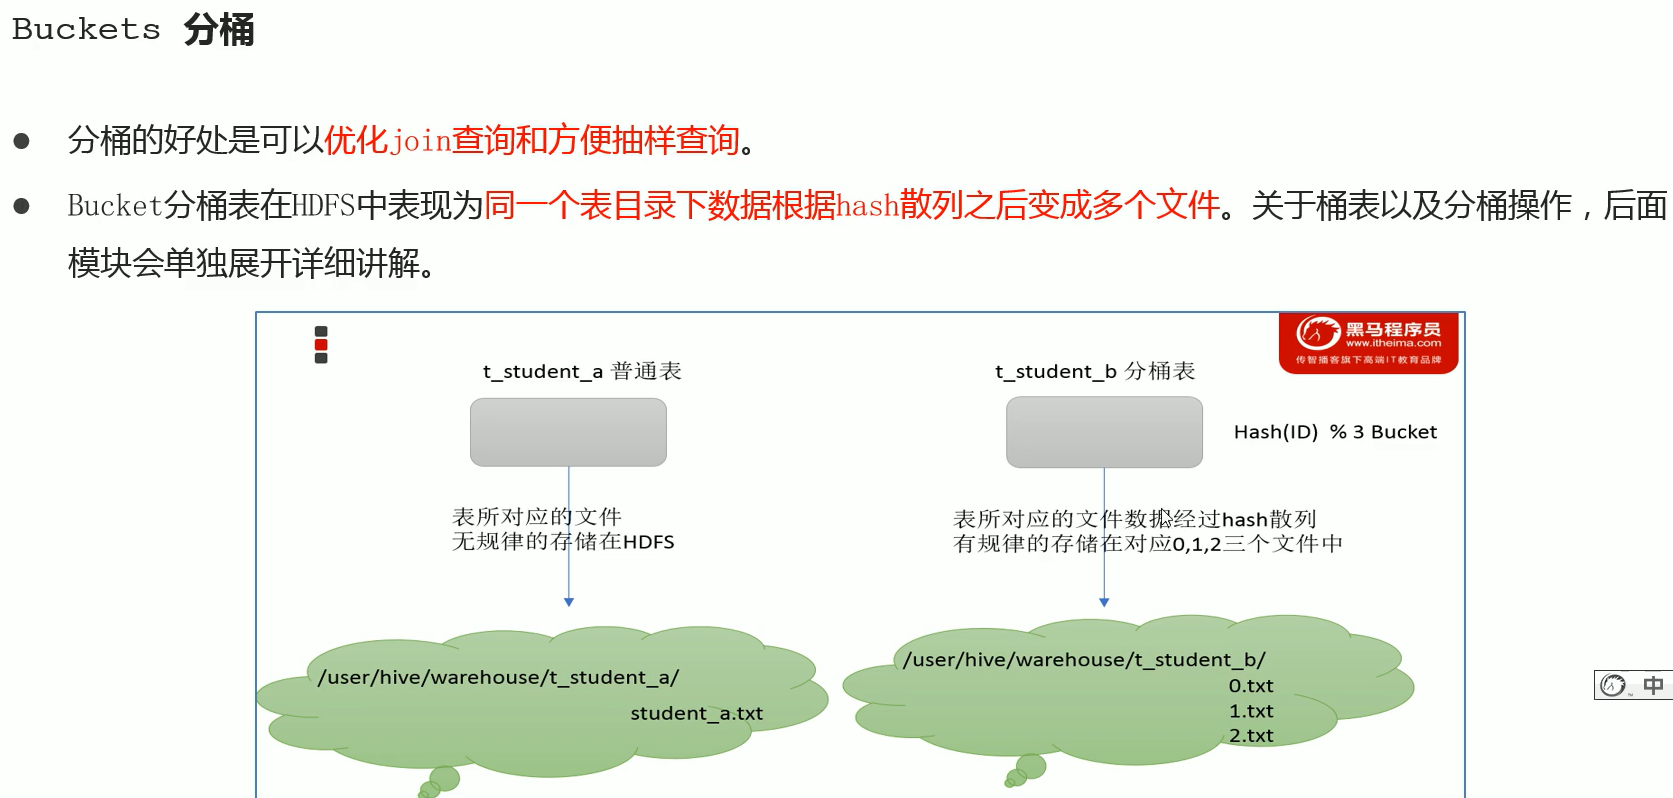 Buckets 分桶
分桶的好处是可以优化join查询和方便抽样查询。
Bucket分桶表在HDFS中表现为同一个表目录下数据根据hash散列之后变成多个文件。关于桶表以及分桶操作，后面
模块会单独展开详细讲解。
黑马程序员
www.itheima.com
传智播客旗下高端IT教育品牌
t_student_a 普通表
t_student_b 分桶表
Hash(ID) % 3 Bucket
表所对应的文件
无规律的存储在HDFS
表所对应的文件数据经过hash散列
有规律的存储在对应0,1,2三个文件中
/user/hive/warehouse/t_student_a/
student_a.txt
/user/hive/warehouse/t_student_b/
0.txt
1.txt
2.txt
中